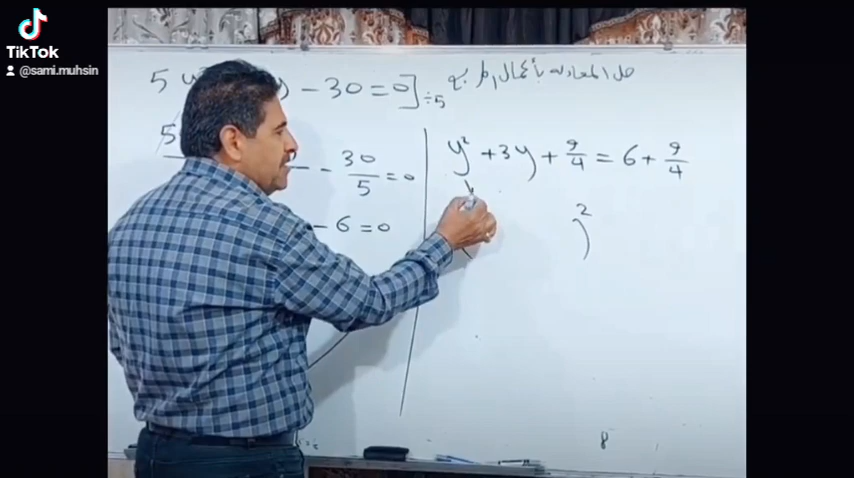 TikTok
@sami.muhsin
حل المعادلة بأكمال المربع
5 y - 30 = 0] ÷5
5
- 30/5 = 0
- 6 = 0
y² + 3y + 9/4 = 6 + 9/4
( y )²
8